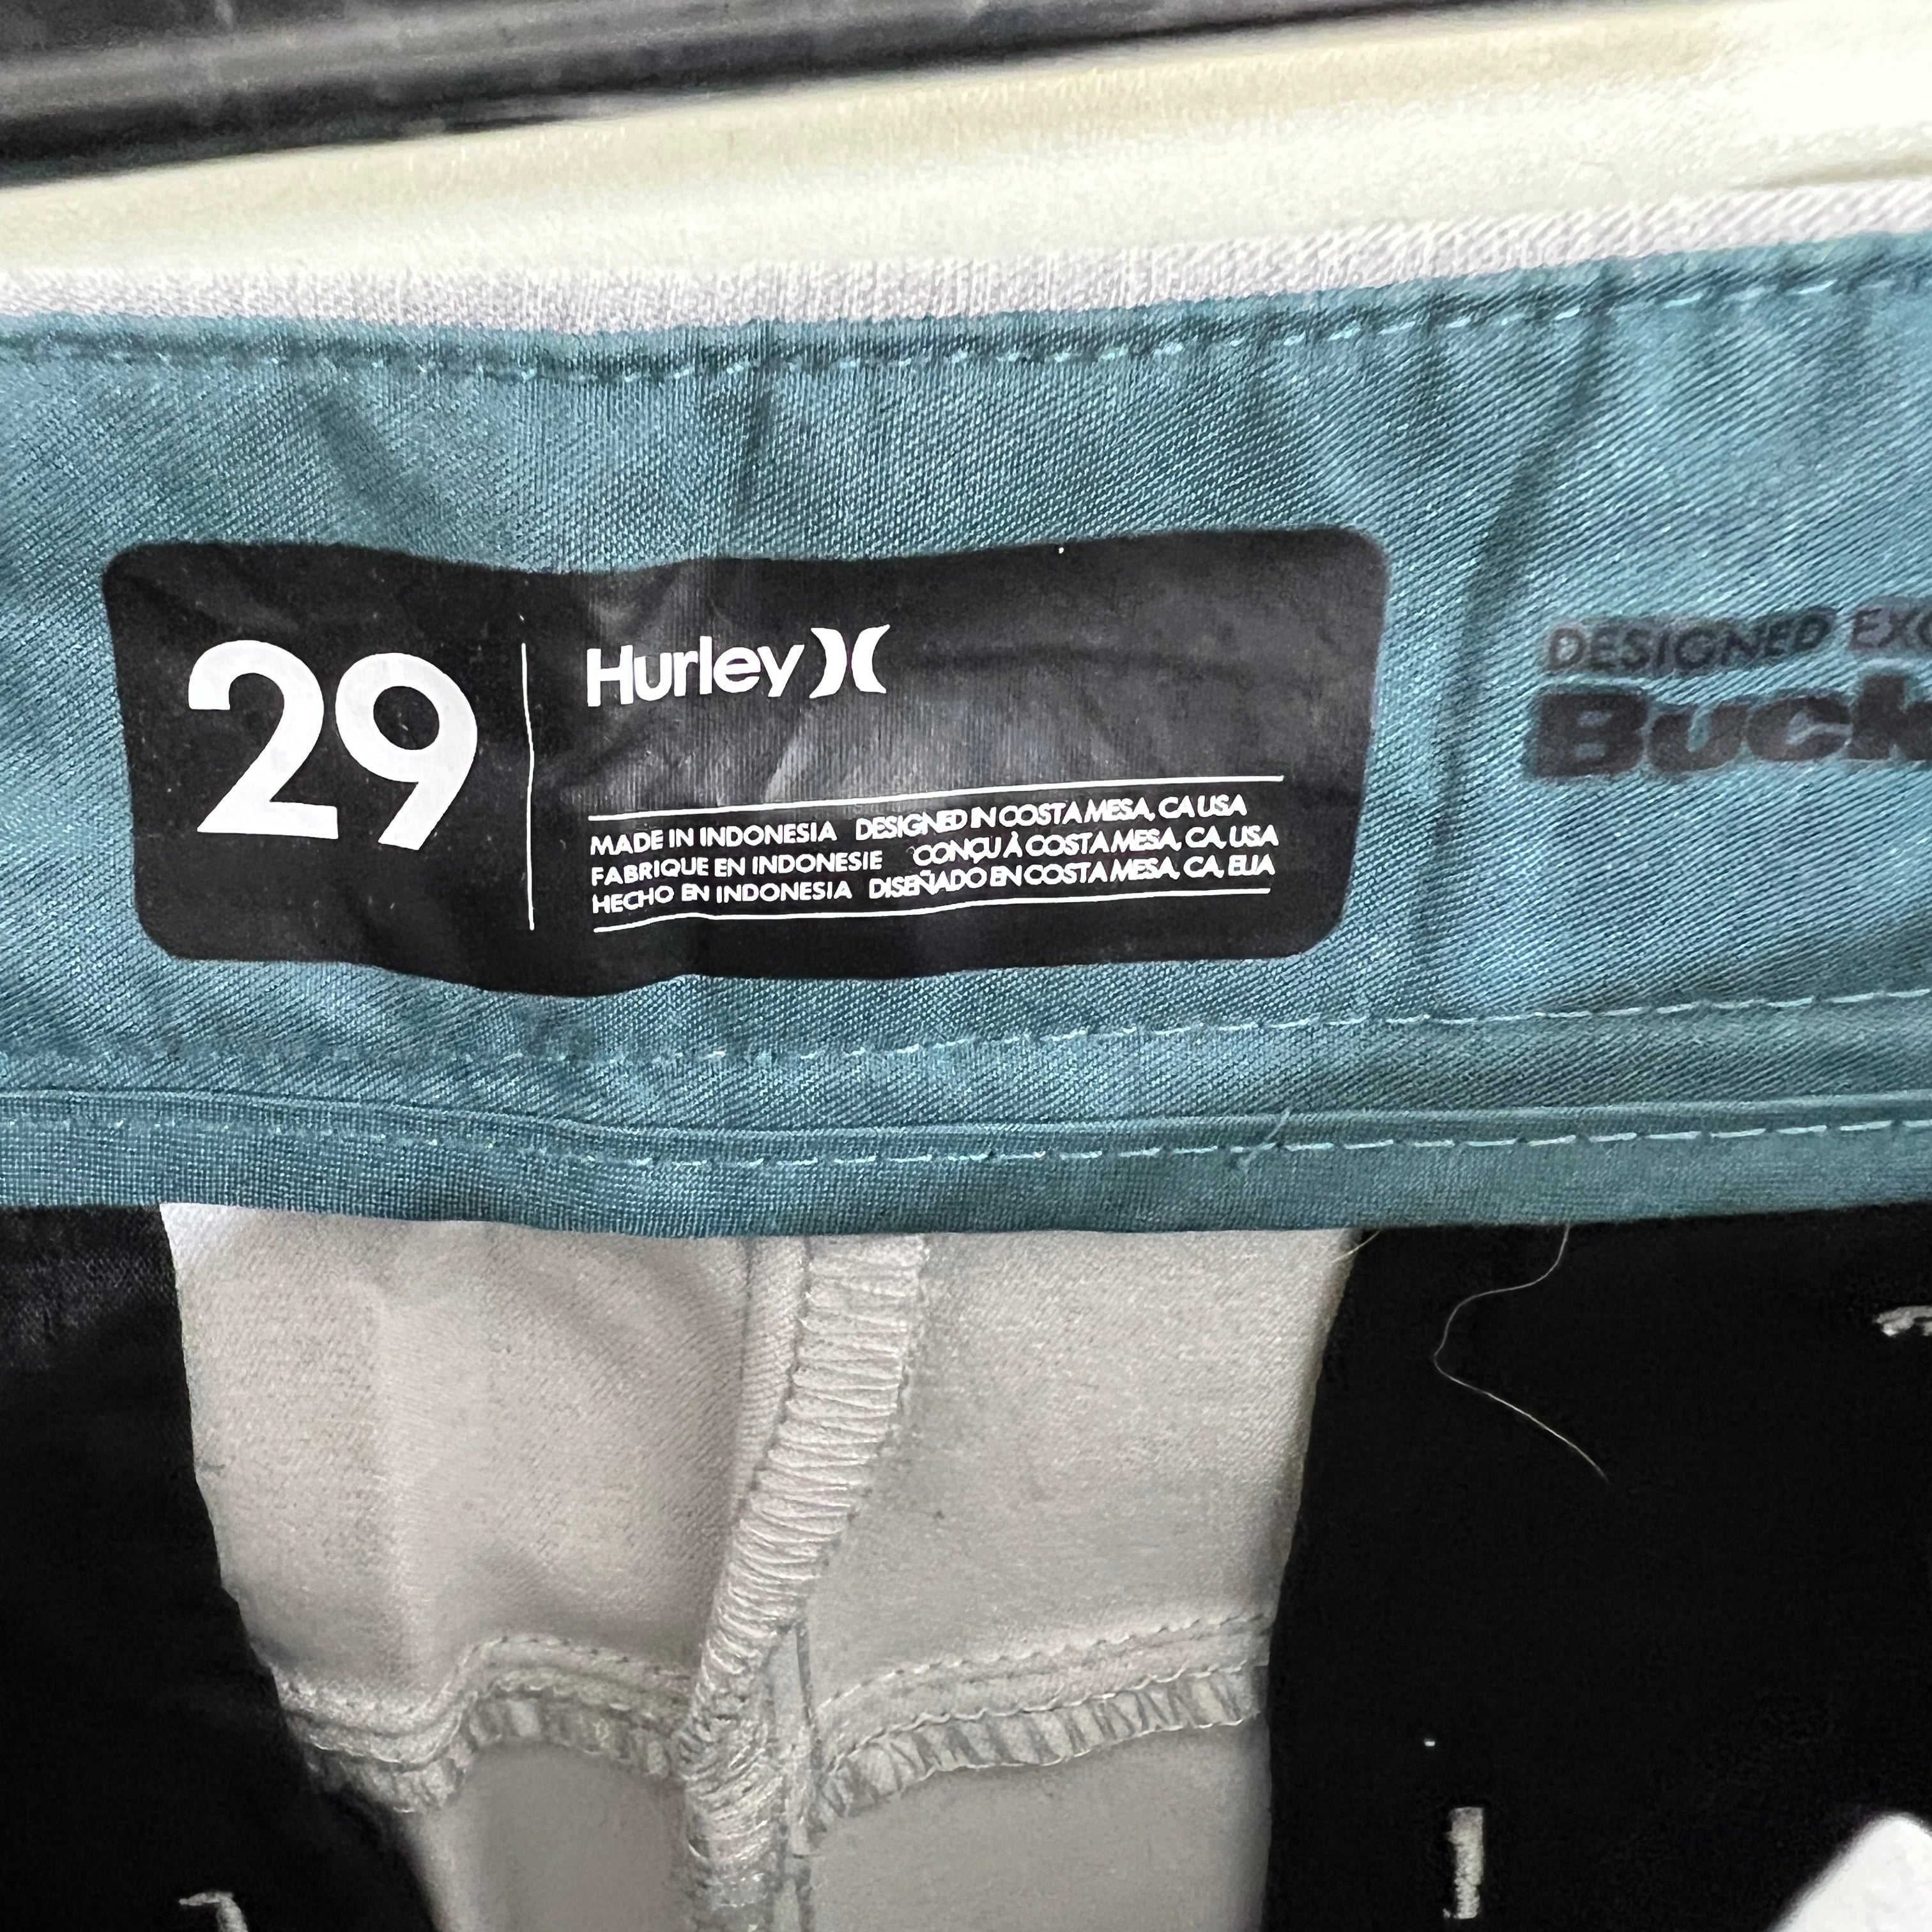 29
Hurley
MADE IN INDONESIA DESIGNED IN COSTA MESA, CA USA
FABRIQUE EN INDONESIE CONÇU À COSTA MESA, CA, USA
HECHO EN INDONESIA DISEÑADO EN COSTA MESA, CA, EUA
DESIGNED